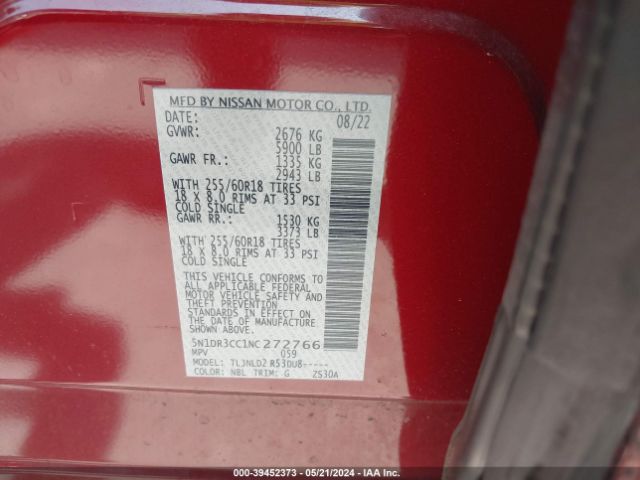 MFD BY NISSAN MOTOR CO., LTD.
DATE: 08/22
GVWR: 2676 KG
5900 LB
GAWR FR.: 1335 KG
2943 LB
WITH 255/60R18 TIRES
18 X 8.0 RIMS AT 33 PSI
COLD SINGLE
GAWR RR.: 1530 KG
3373 LB
WITH 255/60R18 TIRES
18 X 8.0 RIMS AT 33 PSI
COLD SINGLE
THIS VEHICLE CONFORMS TO
ALL APPLICABLE FEDERAL
MOTOR VEHICLE SAFETY AND
THEFT PREVENTION
STANDARDS IN EFFECT ON
THE DATE OF MANUFACTURE
SHOWN ABOVE.
5N1DR3CC1NC272766
MPV 059
MODEL: TLJNLD2 R53DU8-----
COLOR: NBL TRIM: G ZS30A
000-39452373 - 05/21/2024 - IAA Inc.